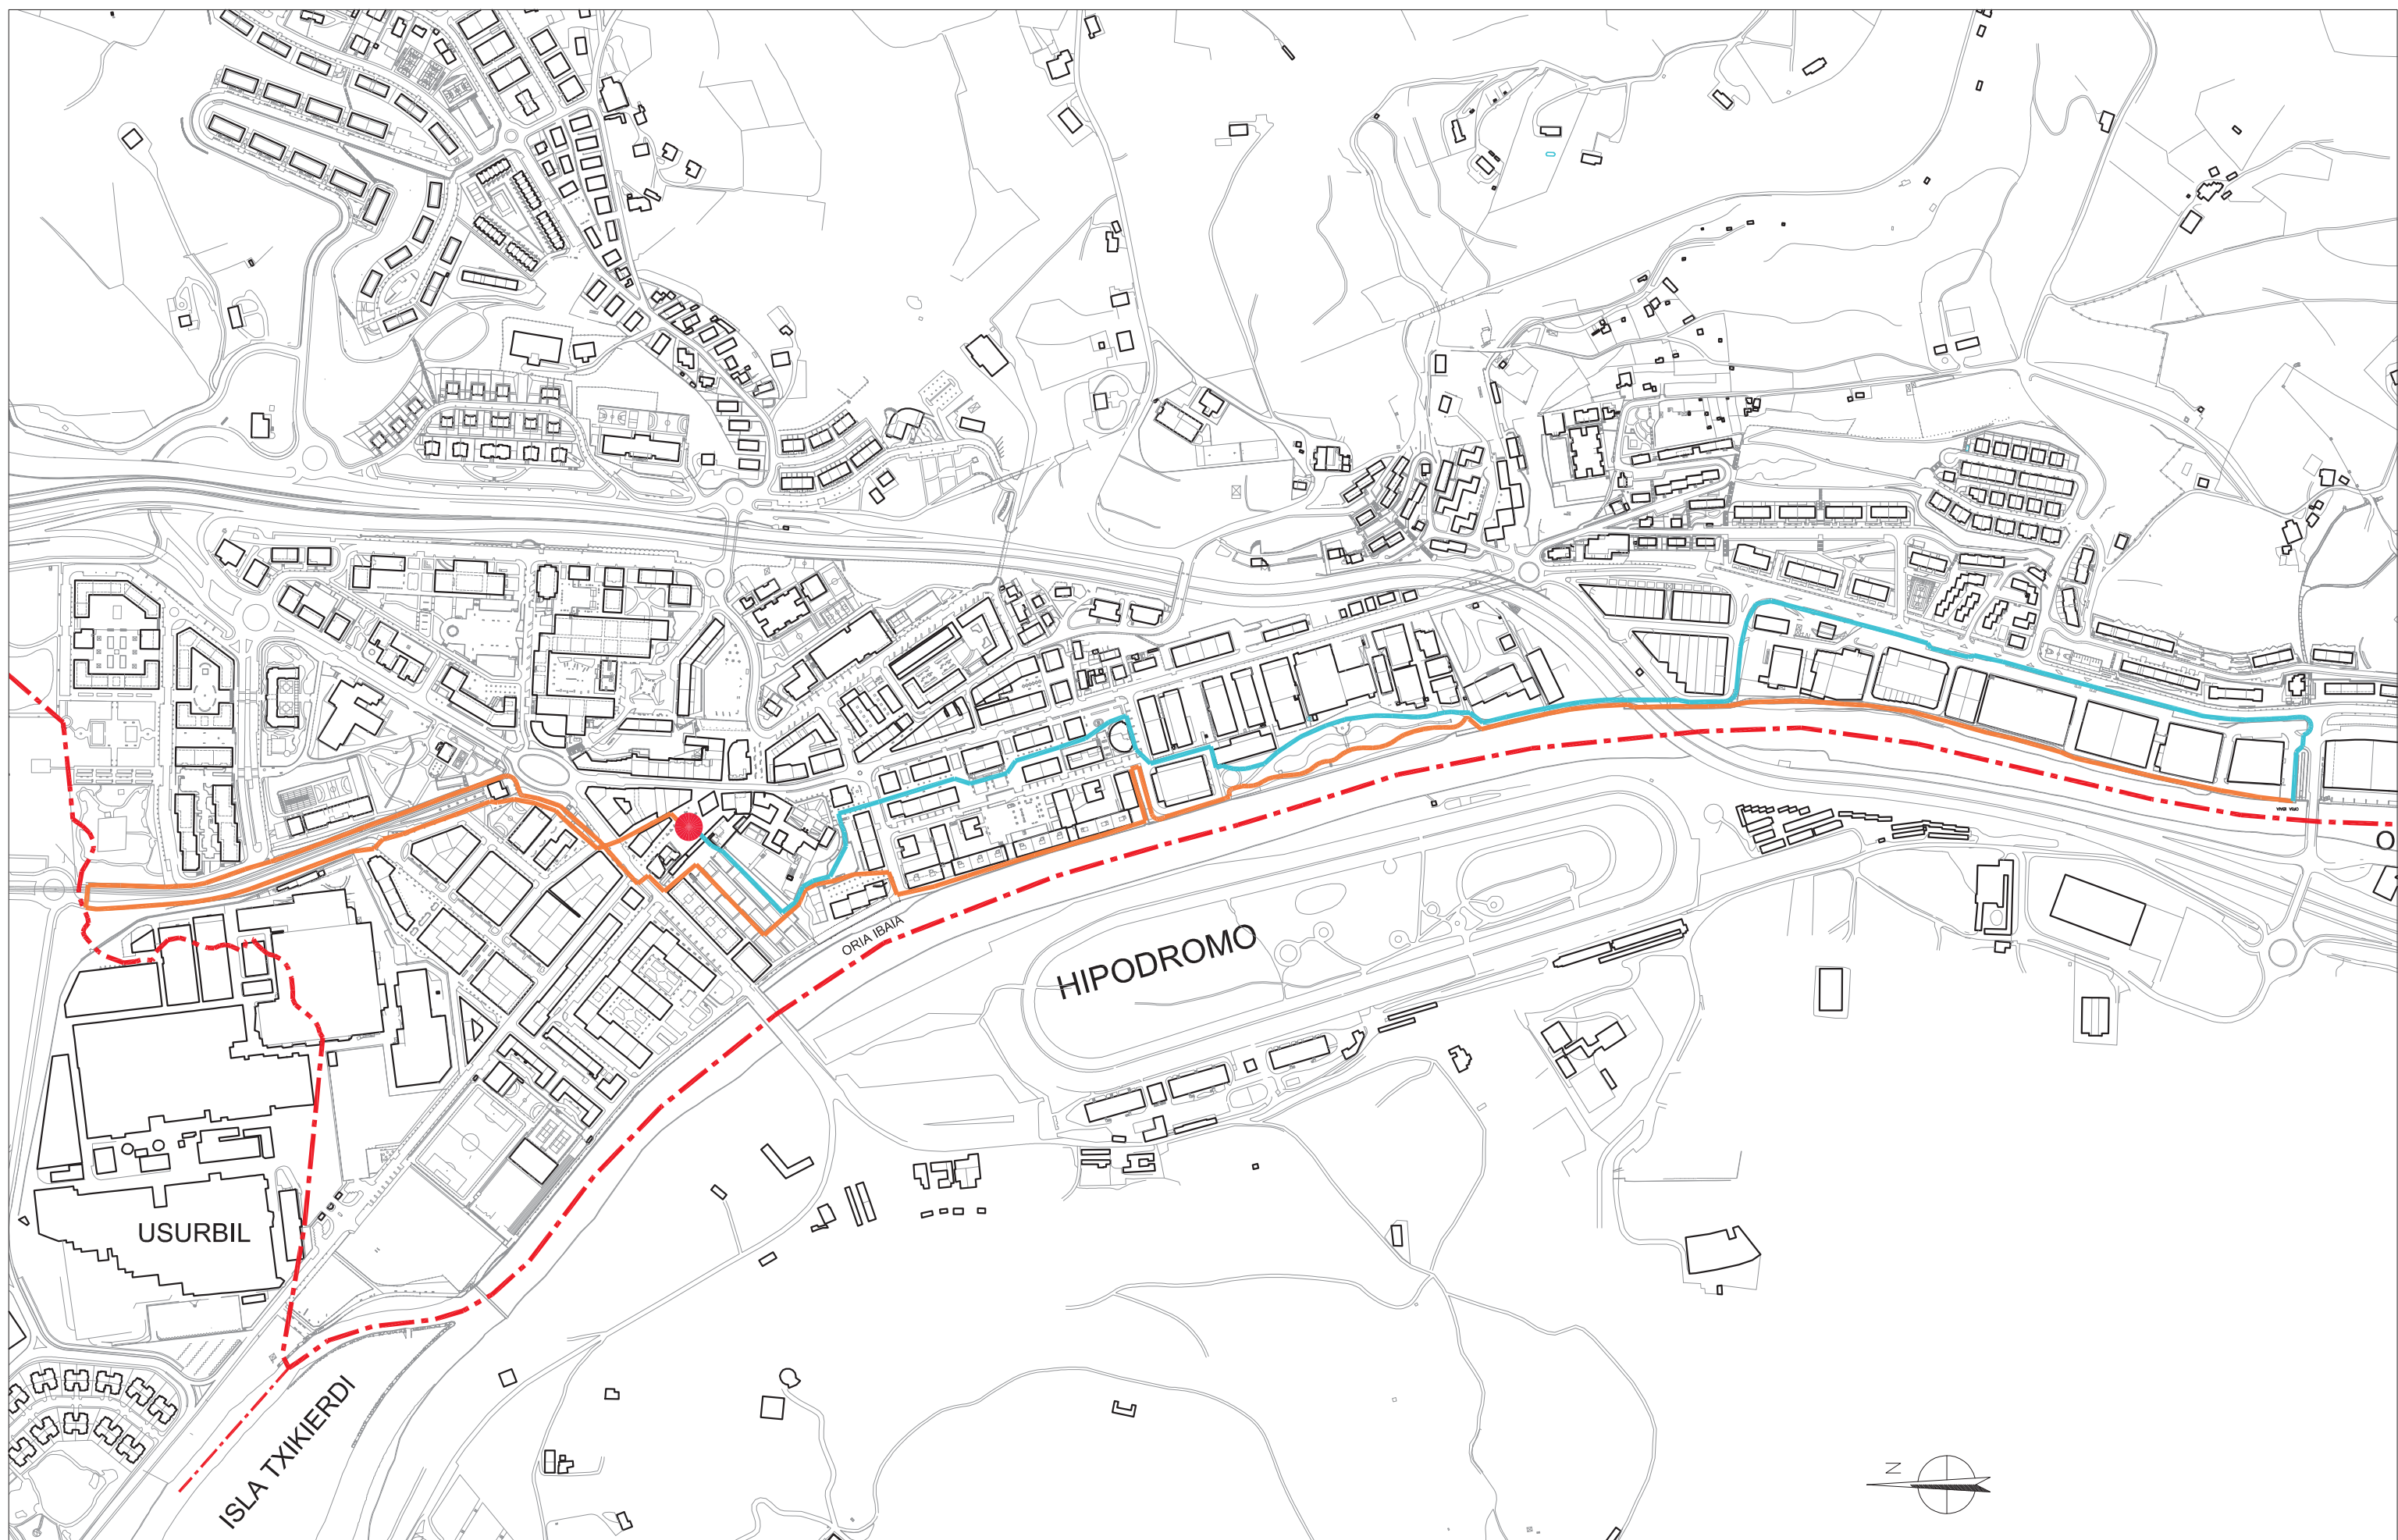 ORIA IBAIA
HIPODROMO
O
USURBIL
ISLA TXIKIERDI
N